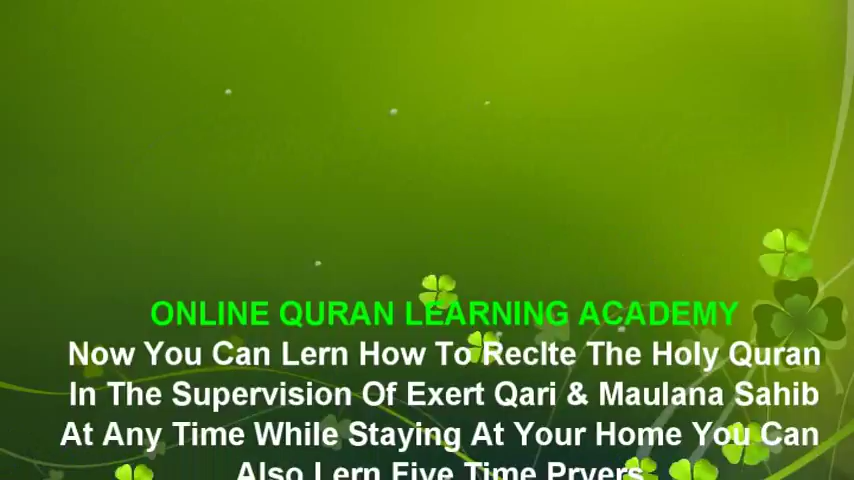 ONLINE QURAN LEARNING ACADEMY
Now You Can Lern How To RecIte The Holy Quran
In The Supervision Of Exert Qari & Maulana Sahib
At Any Time While Staying At Your Home You Can
Also Lern Five Time Pryers